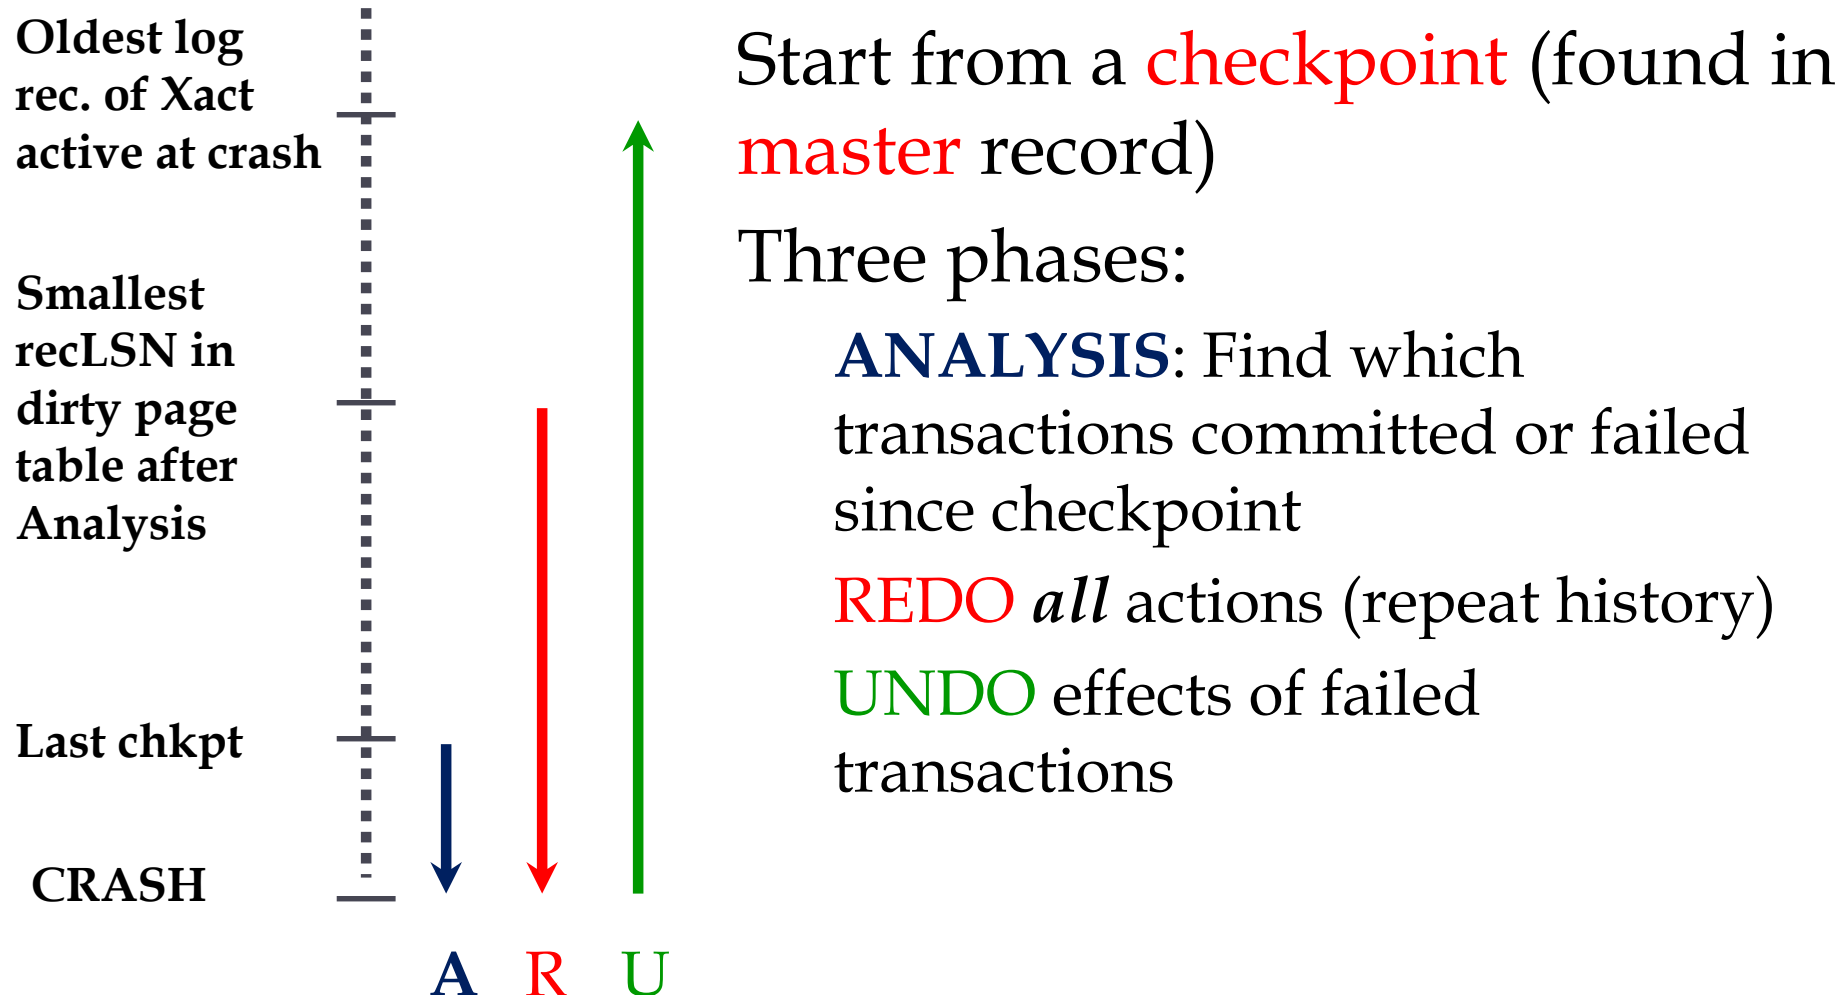 Oldest log
rec. of Xact
active at crash
Smallest
recLSN in
dirty page
table after
Analysis
Last chkpt
CRASH
A R U
Start from a checkpoint (found in
master record)
Three phases:
ANALYSIS: Find which
transactions committed or failed
since checkpoint
REDO all actions (repeat history)
UNDO effects of failed
transactions